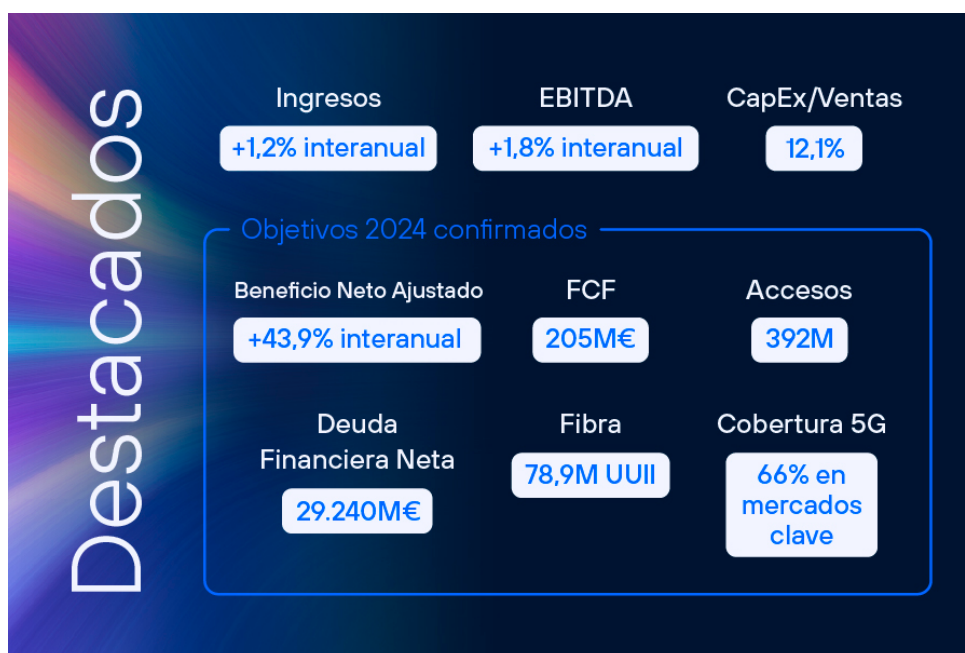 Destacados
Ingresos
EBITDA
CapEx/Ventas
+1,2% interanual
+1,8% interanual
12,1%
Objetivos 2024 confirmados
Beneficio Neto Ajustado
FCF
Accesos
+43,9% interanual
205M€
392M
Deuda
Financiera Neta
Fibra
Cobertura 5G
29.240M€
78,9M UUII
66% en
mercados
clave